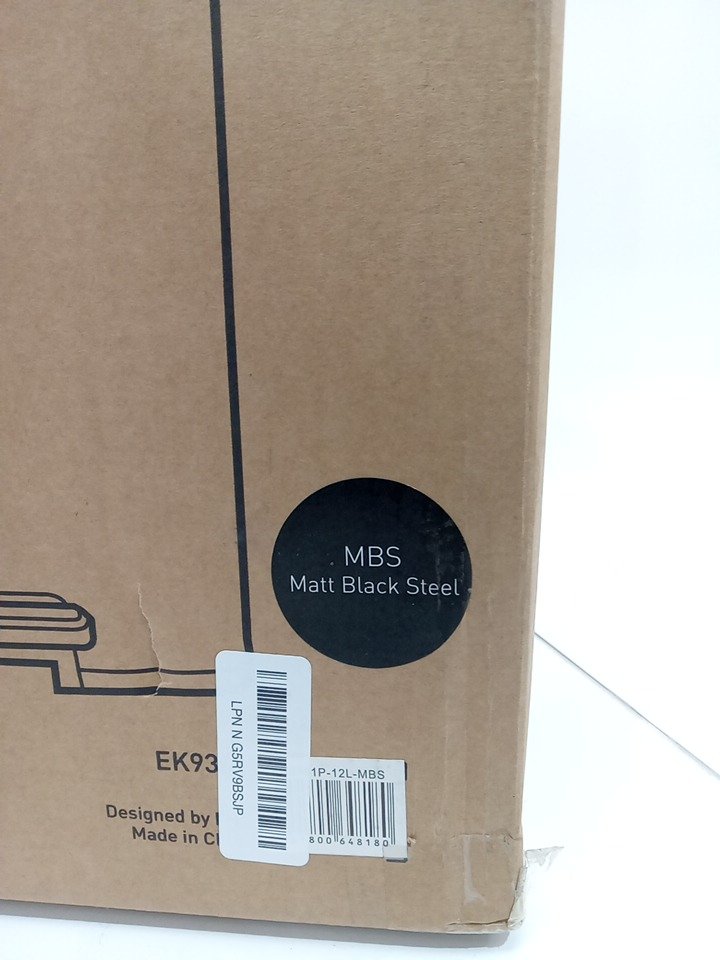 MBS
Matt Black Steel
EK93
1P-12L-MBS
LPN N G5RV9BSJP
Designed by
Made in
800 648180